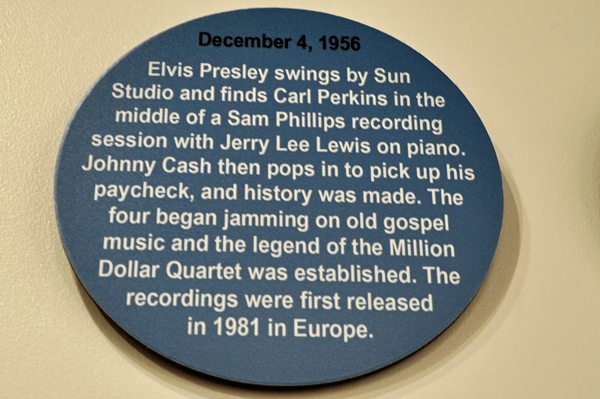 December 4, 1956
Elvis Presley swings by Sun
Studio and finds Carl Perkins in the
middle of a Sam Phillips recording
session with Jerry Lee Lewis on piano.
Johnny Cash then pops in to pick up his
paycheck, and history was made. The
four began jamming on old gospel
music and the legend of the Million
Dollar Quartet was established. The
recordings were first released
in 1981 in Europe.